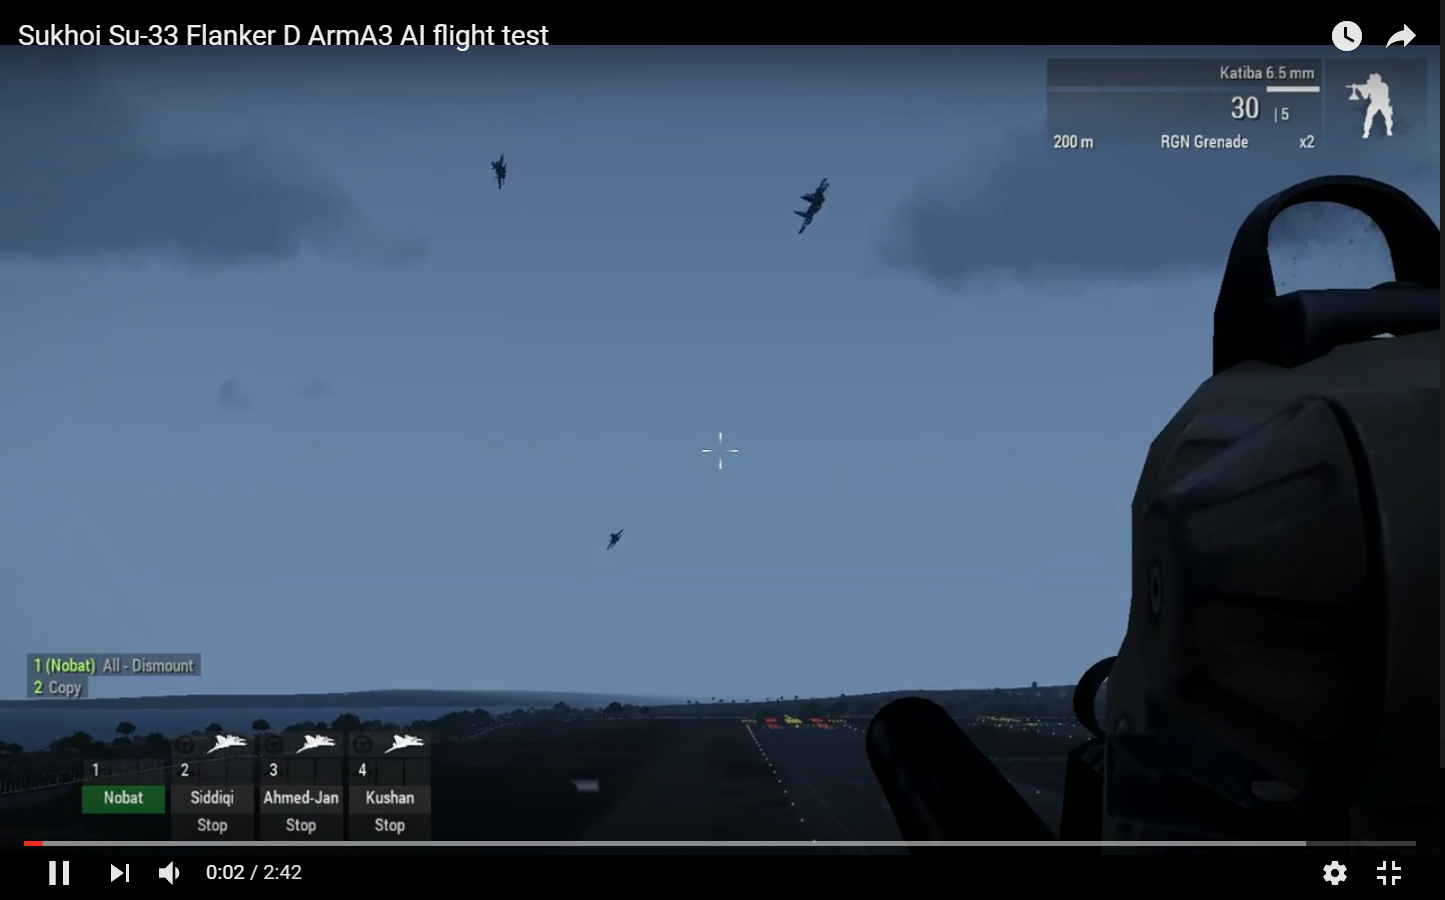 Sukhoi Su-33 Flanker D ArmA3 AI flight test
Katiba 6.5 mm
30 | 5
200 m RGN Grenade x2
1 (Nobat) All - Dismount
2 Copy
1 2 3 4
Nobat Siddiqi Ahmed-Jan Kushan
Stop Stop Stop
0:02 / 2:42